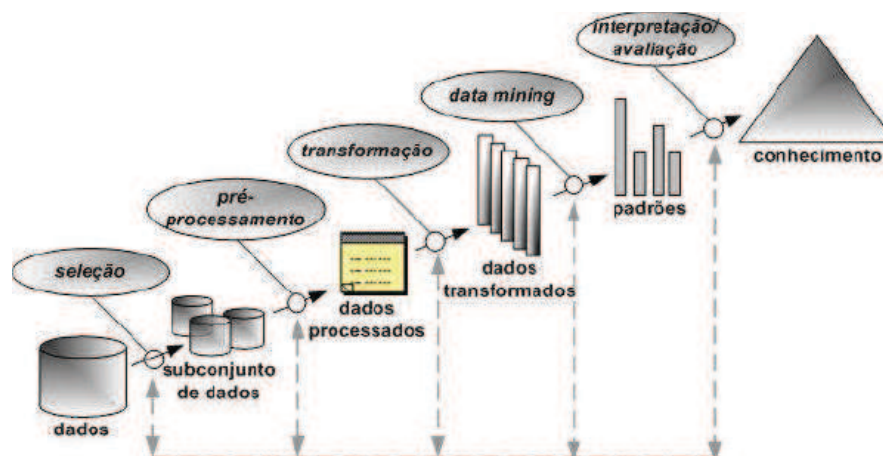 interpretação/
avaliação
data mining
conhecimento
transformação
padrões
pré-
processamento
dados
transformados
seleção
dados
processados
subconjunto
de dados
dados